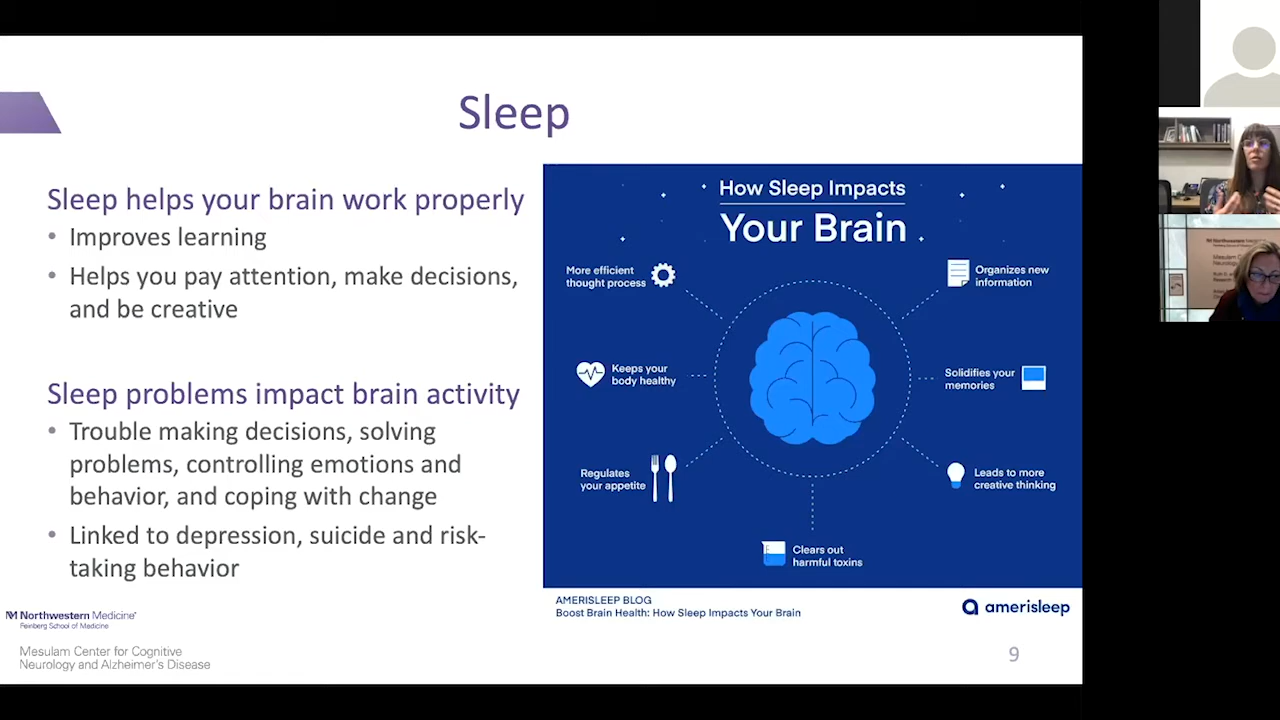 Sleep
Sleep helps your brain work properly
• Improves learning
• Helps you pay attention, make decisions,
and be creative
Sleep problems impact brain activity
• Trouble making decisions, solving
problems, controlling emotions and
behavior, and coping with change
• Linked to depression, suicide and risk-
taking behavior
How Sleep Impacts
Your Brain
More efficient
thought process
Organizes new
information
Keeps your
body healthy
Solidifies your
memories
Regulates
your appetite
Leads to more
creative thinking
Clears out
harmful toxins
AMERISLEEP BLOG
Boost Brain Health: How Sleep Impacts Your Brain
amerisleep
Northwestern Medicine
Feinberg School of Medicine
Mesulam Center for Cognitive
Neurology and Alzheimer's Disease
9